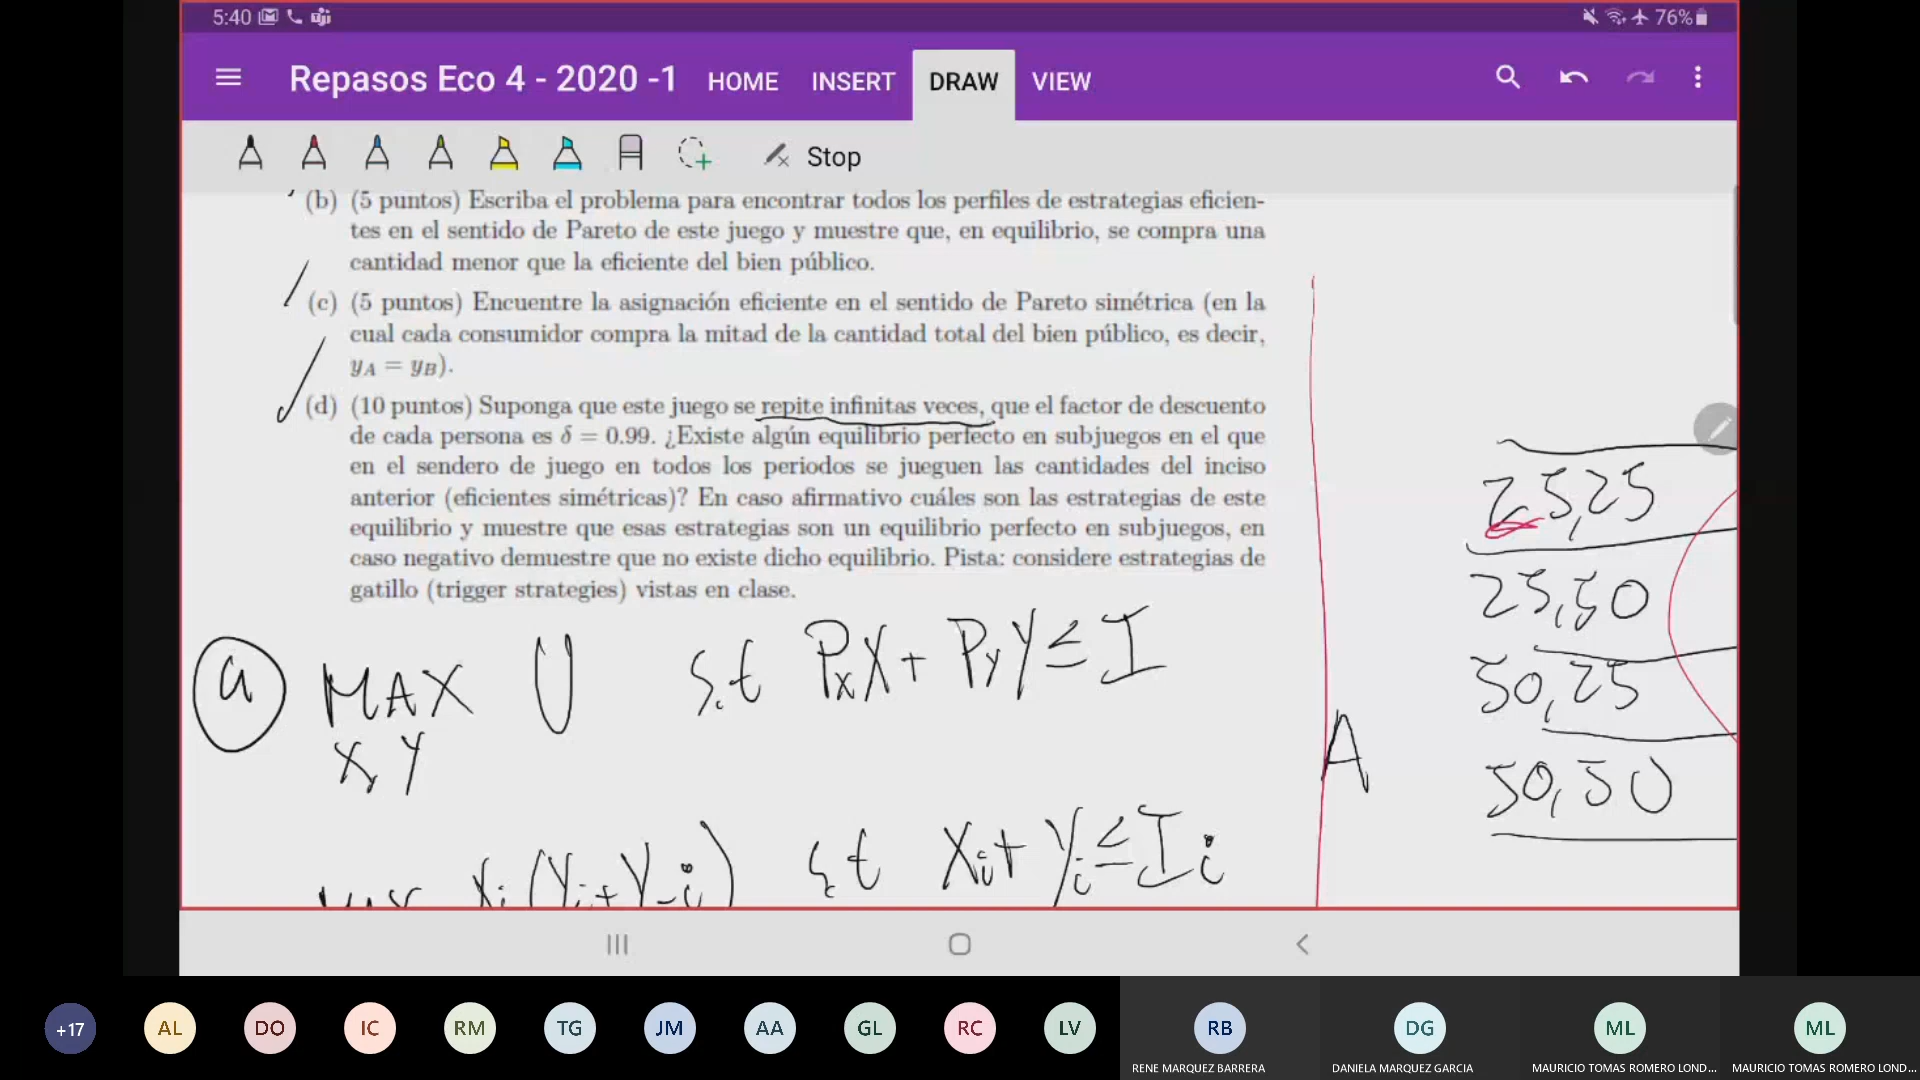 5:40 76%
Repasos Eco 4 - 2020 -1 HOME INSERT DRAW VIEW
Stop
(b) (5 puntos) Escriba el problema para encontrar todos los perfiles de estrategias eficien-
tes en el sentido de Pareto de este juego y muestre que, en equilibrio, se compra una
cantidad menor que la eficiente del bien público.
(c) (5 puntos) Encuentre la asignación eficiente en el sentido de Pareto simétrica (en la
cual cada consumidor compra la mitad de la cantidad total del bien público, es decir,
y_A = y_B).
(d) (10 puntos) Suponga que este juego se repite infinitas veces, que el factor de descuento
de cada persona es δ = 0.99. ¿Existe algún equilibrio perfecto en subjuegos en el que
en el sendero de juego en todos los periodos se jueguen las cantidades del inciso
anterior (eficientes simétricas)? En caso afirmativo cuáles son las estrategias de este
equilibrio y muestre que esas estrategias son un equilibrio perfecto en subjuegos, en
caso negativo demuestre que no existe dicho equilibrio. Pista: considere estrategias de
gatillo (trigger strategies) vistas en clase.
a MAX U s.t P_x X + P_y Y ≤ I
X, Y
X_i (Y_i + Y_-i) s.t X_i + Y_i ≤ I_i
25,25
25,50
50,25
A
50,50
+17 AL DO IC RM TG JM AA GL RC LV RB DG ML ML
RENE MARQUEZ BARRERA DANIELA MARQUEZ GARCIA MAURICIO TOMAS ROMERO LOND... MAURICIO TOMAS ROMERO LOND...